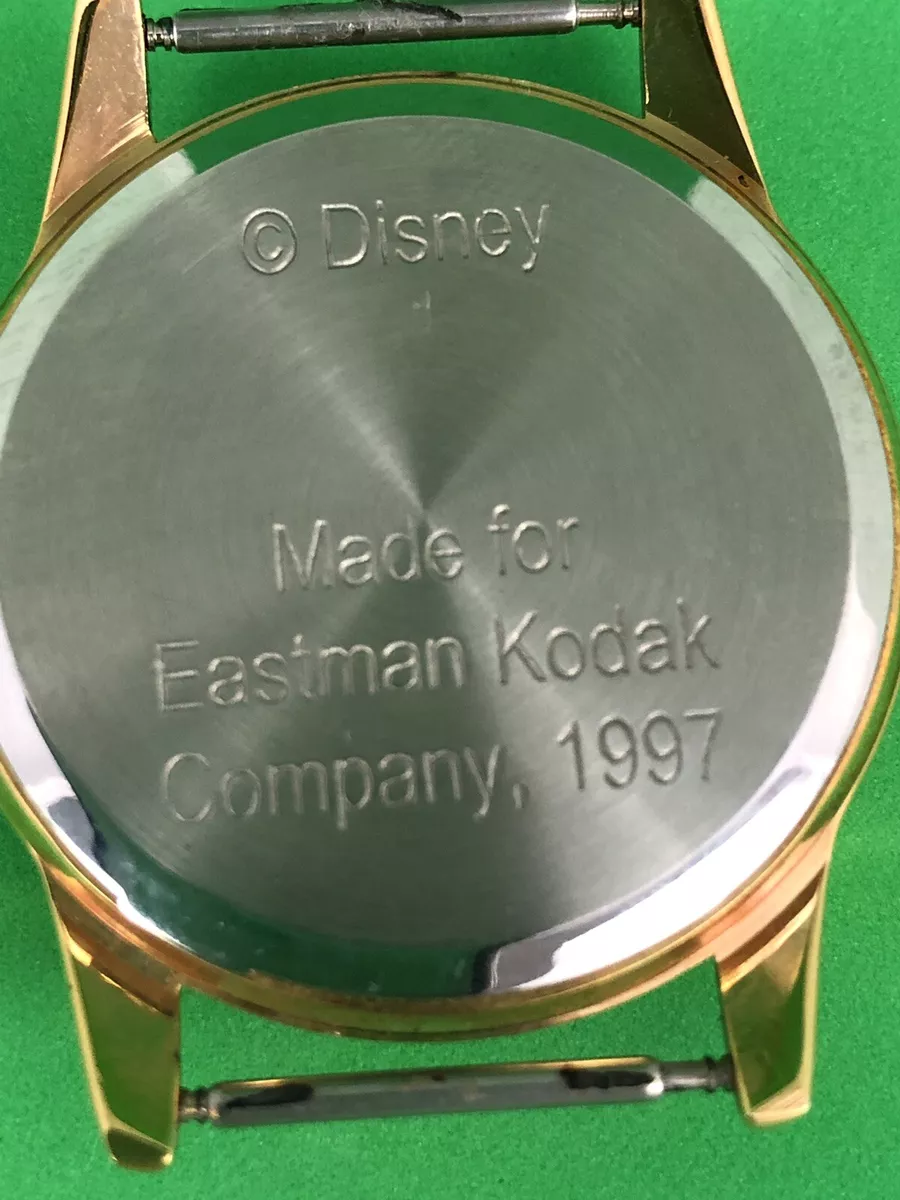 © Disney
Made for
Eastman Kodak
Company, 1997